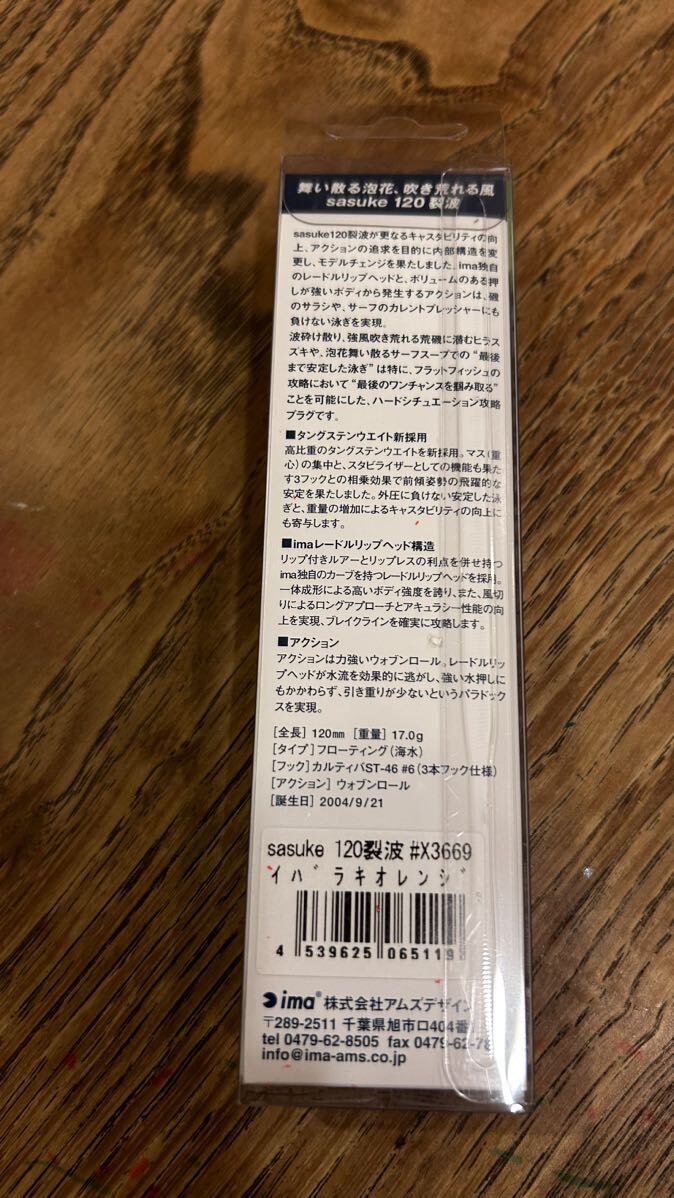 舞い散る泡花、吹き荒れる風
sasuke 120 裂波
sasuke120裂波が更なるキャスタビリティの向
上、アクションの追求を目的に内部構造を変
更し、モデルチェンジを果たしました。ima独自
のレードルリップヘッドと、ボリュームのある押
しが強いボディから発生するアクションは、磯
のサラシや、サーフのカレントプレッシャーにも
負けない泳ぎを実現。
波砕け散り、強風吹き荒れる荒磯に潜むヒラス
ズキや、泡花舞い散るサーフスープでの“最後
まで安定した泳ぎ”は特に、フラットフィッシュの
攻略において“最後のワンチャンスを掴み取る”
ことを可能にした、ハードシチュエーション攻略
プラグです。
■タングステンウエイト新採用
高比重のタングステンウエイトを新採用。マス(重
心)の集中と、スタビライザーとしての機能も果た
す3フックとの相乗効果で前傾姿勢の飛躍的な
安定を果たしました。外圧に負けない安定した泳
ぎと、重量の増加によるキャスタビリティの向上に
も寄与します。
■imaレードルリップヘッド構造
リップ付きルアーとリップレスの利点を併せ持つ
ima独自のカーブを持つレードルリップヘッドを採用。
一体成形による高いボディ強度を誇り、また、風切
りによるロングアプローチとアキュラシー性能の向
上を実現、ブレイクラインを確実に攻略します。
■アクション
アクションは力強いウォブンロール。レードルリッ
プヘッドが水流を効果的に逃がし、強い水押しに
もかかわらず、引き重りが少ないというパラドック
スを実現。
[全長] 120mm [重量] 17.0g
[タイプ] フローティング(海水)
[フック] カルティバST-46 #6(3本フック仕様)
[アクション] ウォブンロール
[誕生日] 2004/9/21
sasuke 120裂波 #X3669
イバラキオレンジ
4 539625 065119
ima® 株式会社アムズデザイン
〒289-2511 千葉県旭市ロ404番
tel 0479-62-8505 fax 0479-62-78
info@ima-ams.co.jp